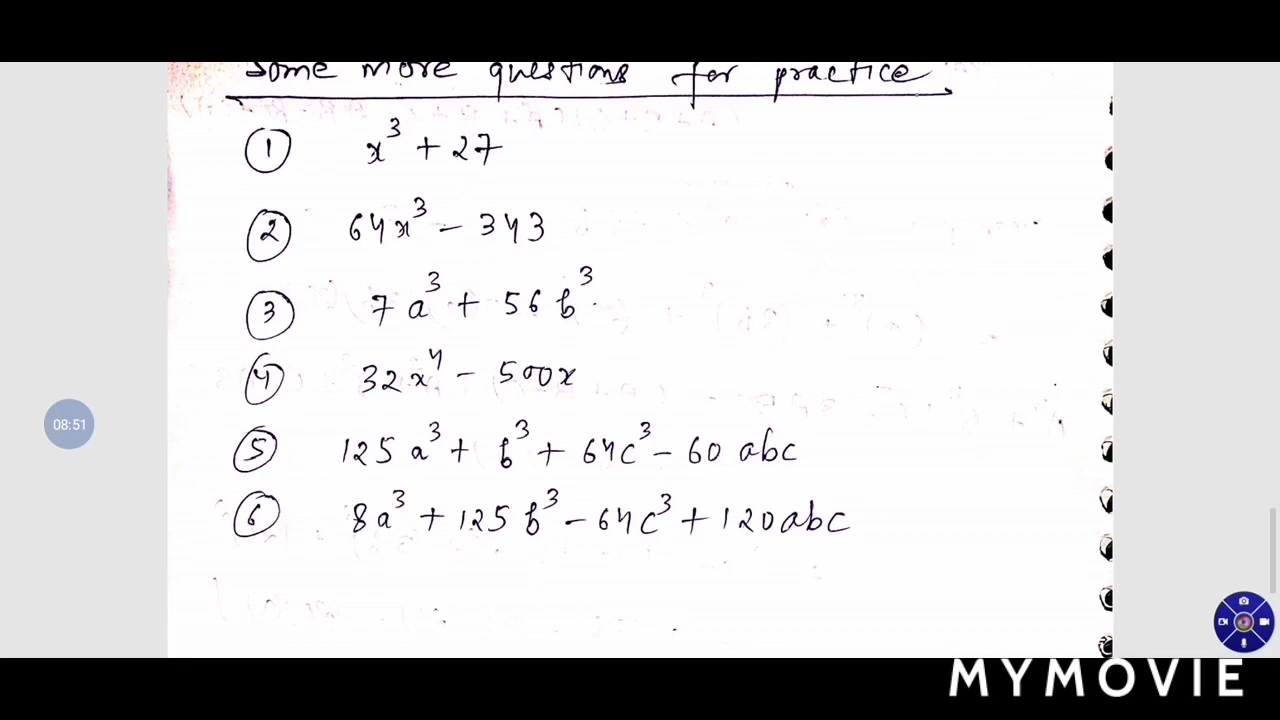 Some more questions for practice
① x³ + 27
② 64x³ - 343
③ 7a³ + 56b³
④ 32x⁴ - 500x
⑤ 125a³ + b³ + 64c³ - 60abc
⑥ 8a³ + 125b³ - 64c³ + 120abc
08:51
MYMOVIE